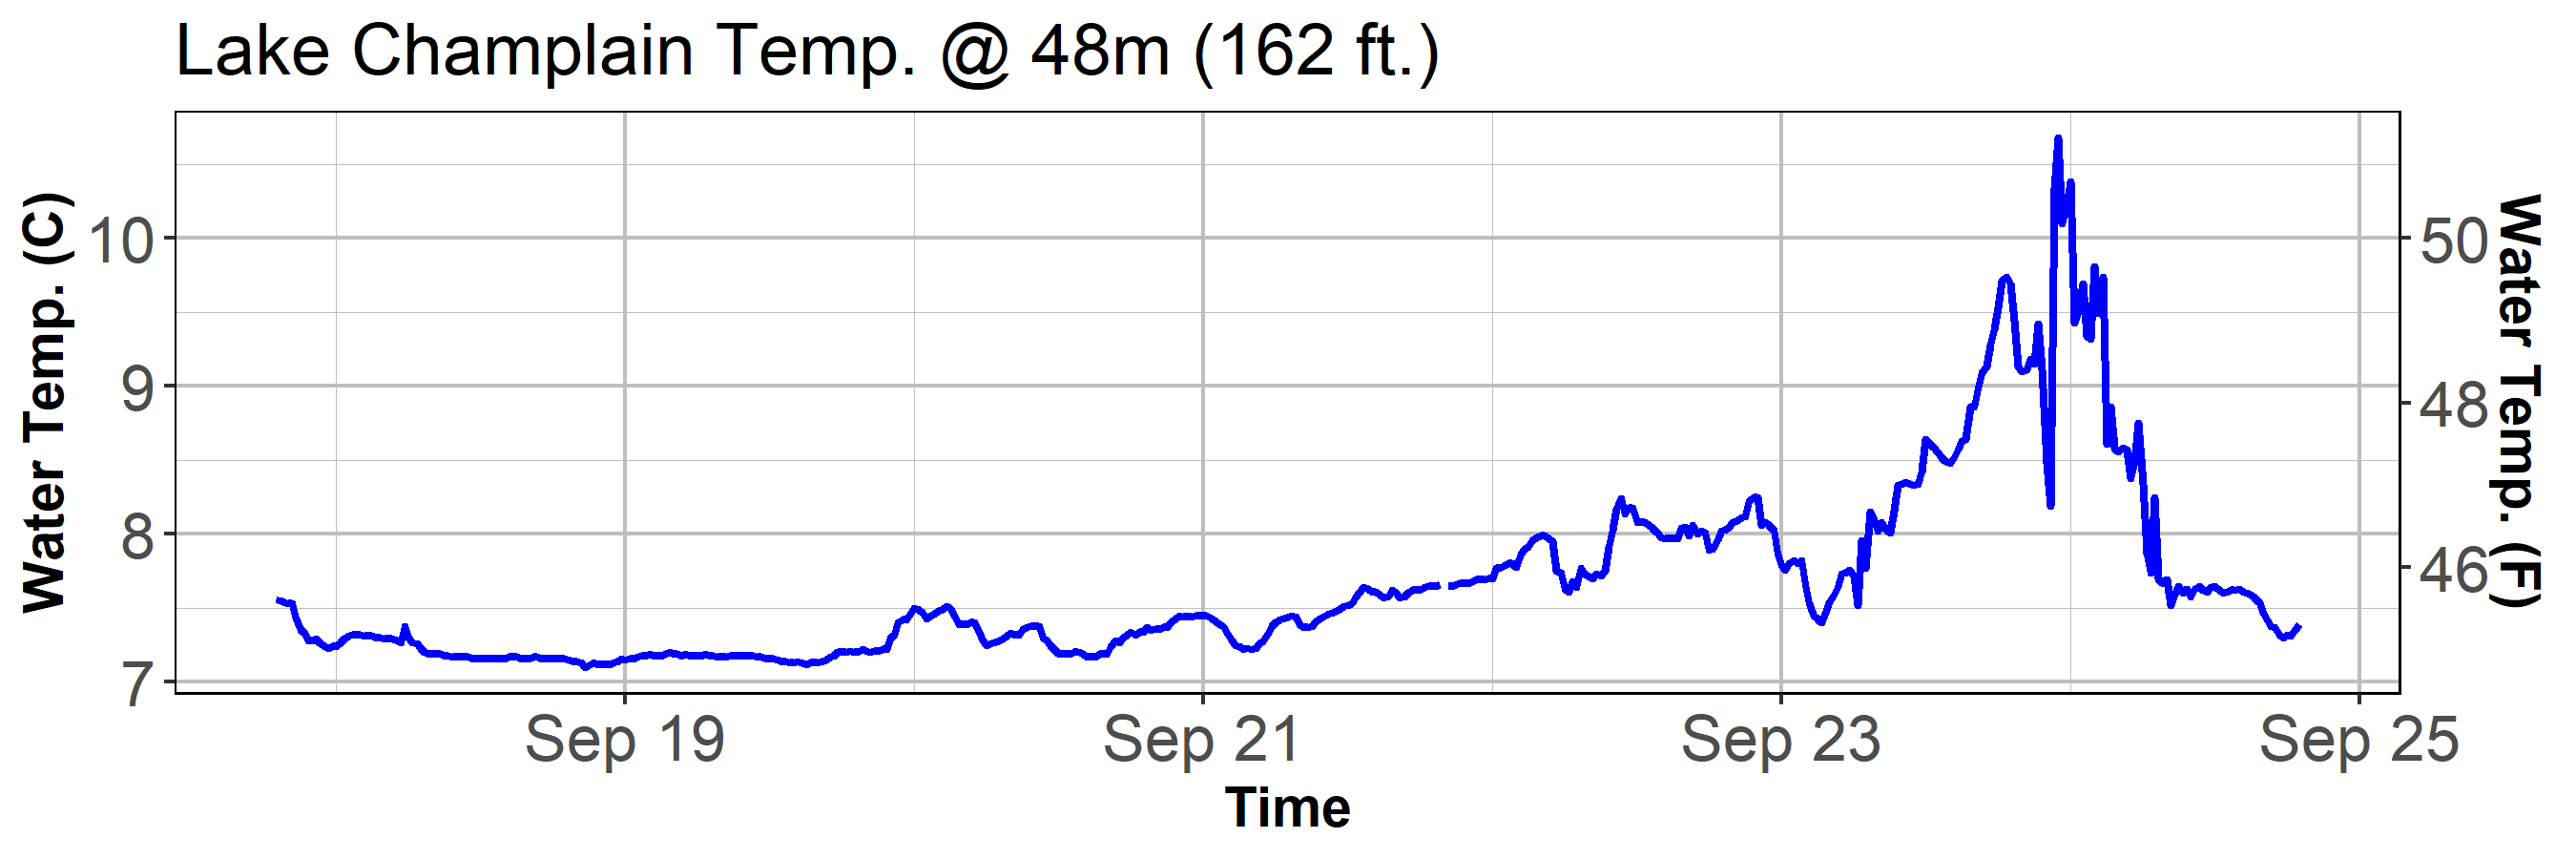 Lake Champlain Temp. @ 48m (162 ft.)
Water Temp. (C)
10
9
8
7
50
48
46
Water Temp. (F)
Sep 19
Sep 21
Sep 23
Sep 25
Time